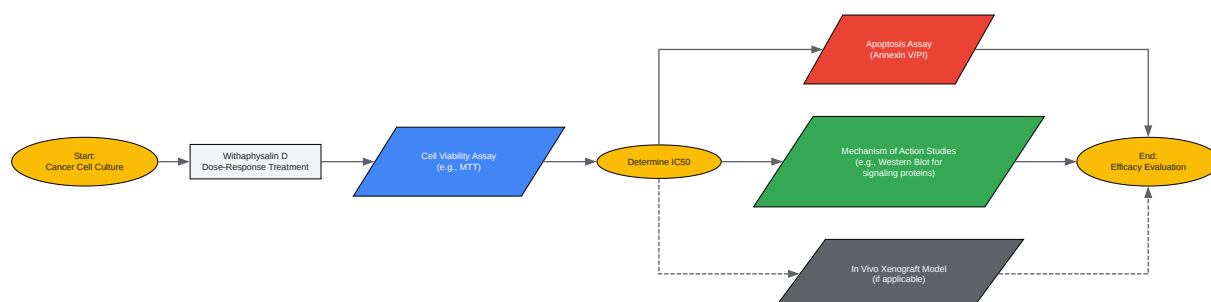 Start:
Cancer Cell Culture
Withaphysalin D
Dose-Response Treatment
Cell Viability Assay
(e.g., MTT)
Determine IC50
Apoptosis Assay
(Annexin V/PI)
Mechanism of Action Studies
(e.g., Western Blot for
signaling proteins)
In Vivo Xenograft Model
(if applicable)
End:
Efficacy Evaluation